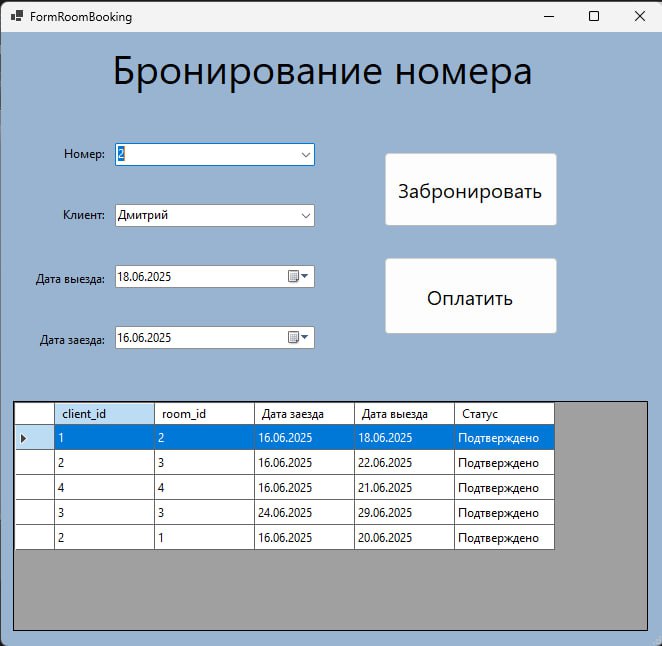 FormRoomBooking
Бронирование номера
Номер: 2
Забронировать
Клиент: Дмитрий
Дата выезда: 18.06.2025
Оплатить
Дата заезда: 16.06.2025
client_id room_id Дата заезда Дата выезда Статус
1 2 16.06.2025 18.06.2025 Подтверждено
2 3 16.06.2025 22.06.2025 Подтверждено
4 4 16.06.2025 21.06.2025 Подтверждено
3 3 24.06.2025 29.06.2025 Подтверждено
2 1 16.06.2025 20.06.2025 Подтверждено